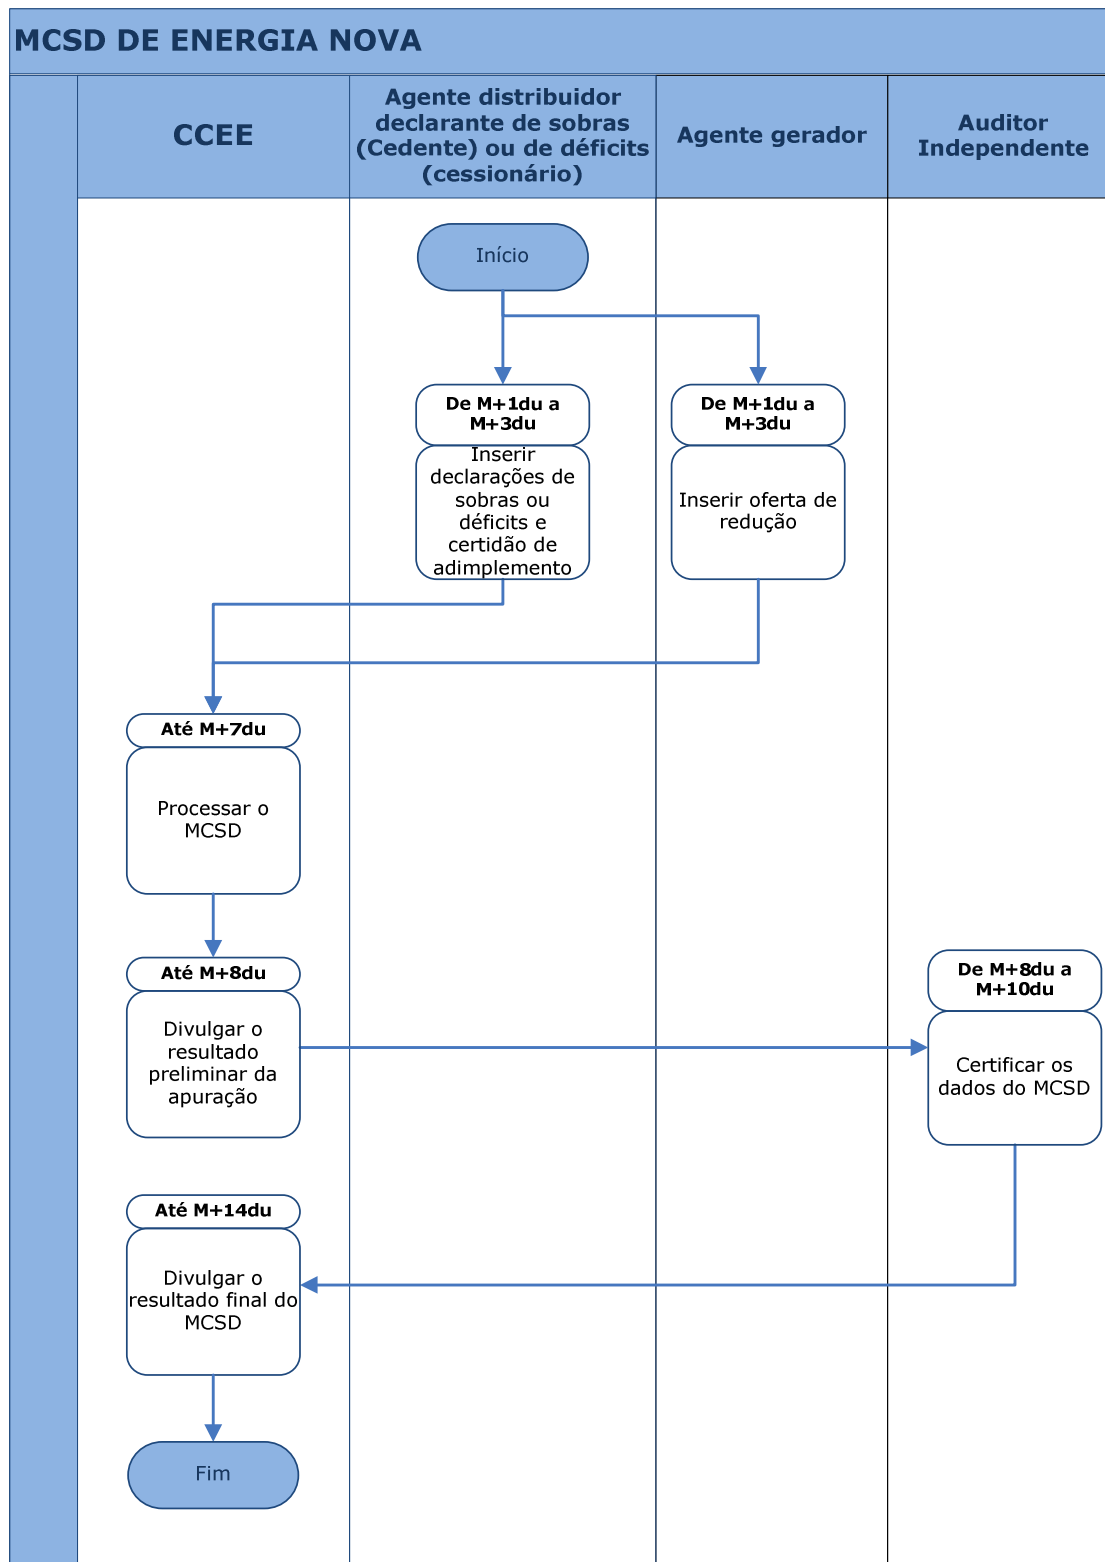 MCSD DE ENERGIA NOVA
CCEE
Agente distribuidor
declarante de sobras
(Cedente) ou de déficits
(cessionário)
Agente gerador
Auditor
Independente
Início
De M+1du a
M+3du
Inserir
declarações de
sobras ou
déficits e
certidão de
adimplemento
De M+1du a
M+3du
Inserir oferta de
redução
Até M+7du
Processar o
MCSD
Até M+8du
Divulgar o
resultado
preliminar da
apuração
De M+8du a
M+10du
Certificar os
dados do MCSD
Até M+14du
Divulgar o
resultado final do
MCSD
Fim